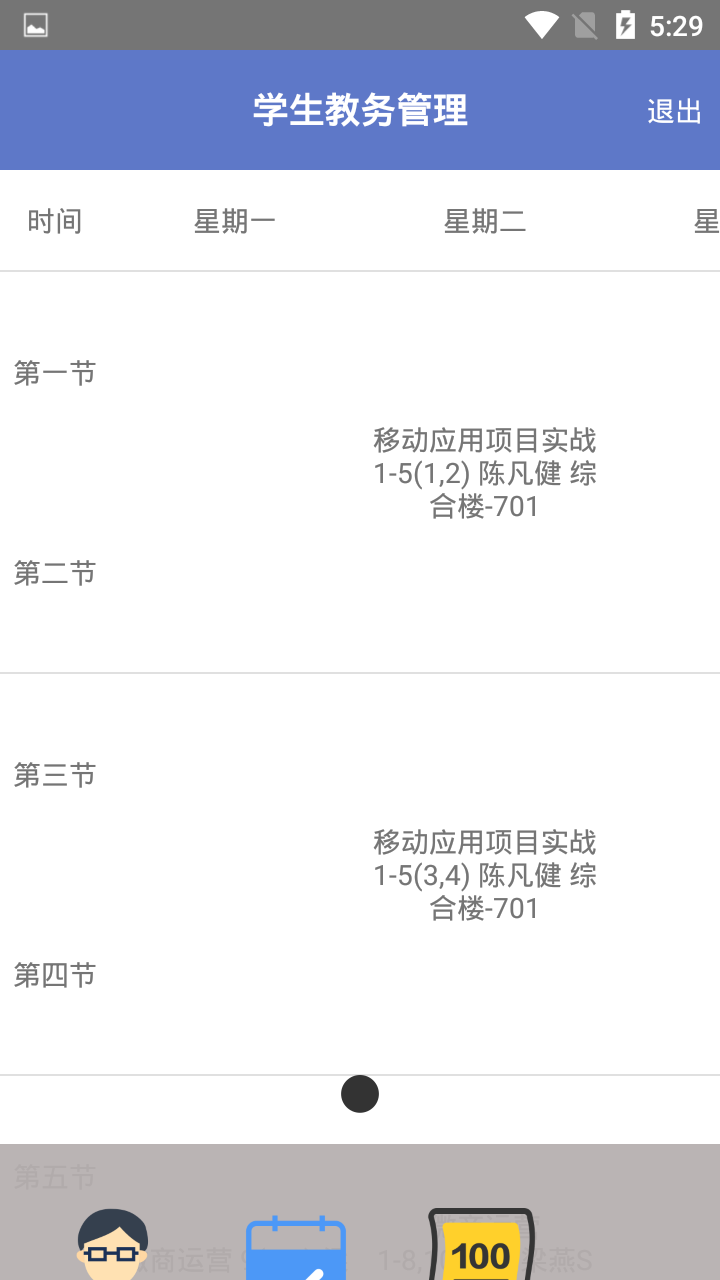 5:29
学生教务管理
退出
时间 星期一 星期二 星
第一节
移动应用项目实战
1-5(1,2) 陈凡健 综
合楼-701
第二节
第三节
移动应用项目实战
1-5(3,4) 陈凡健 综
合楼-701
第四节
第五节
商运营
1-8,
燕S
100